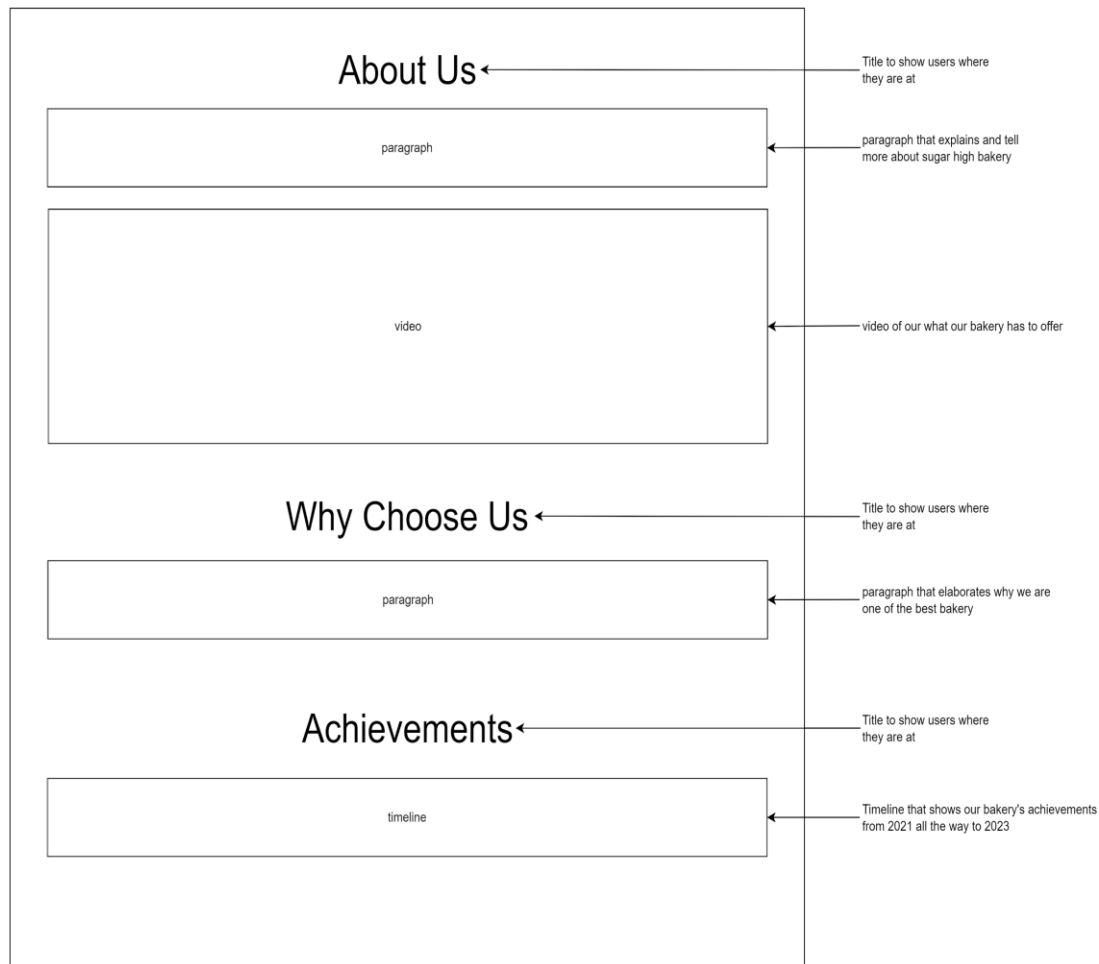 About Us
Title to show users where
they are at
paragraph
paragraph that explains and tell
more about sugar high bakery
video
video of our what our bakery has to offer
Why Choose Us
Title to show users where
they are at
paragraph
paragraph that elaborates why we are
one of the best bakery
Achievements
Title to show users where
they are at
timeline
Timeline that shows our bakery's achievements
from 2021 all the way to 2023